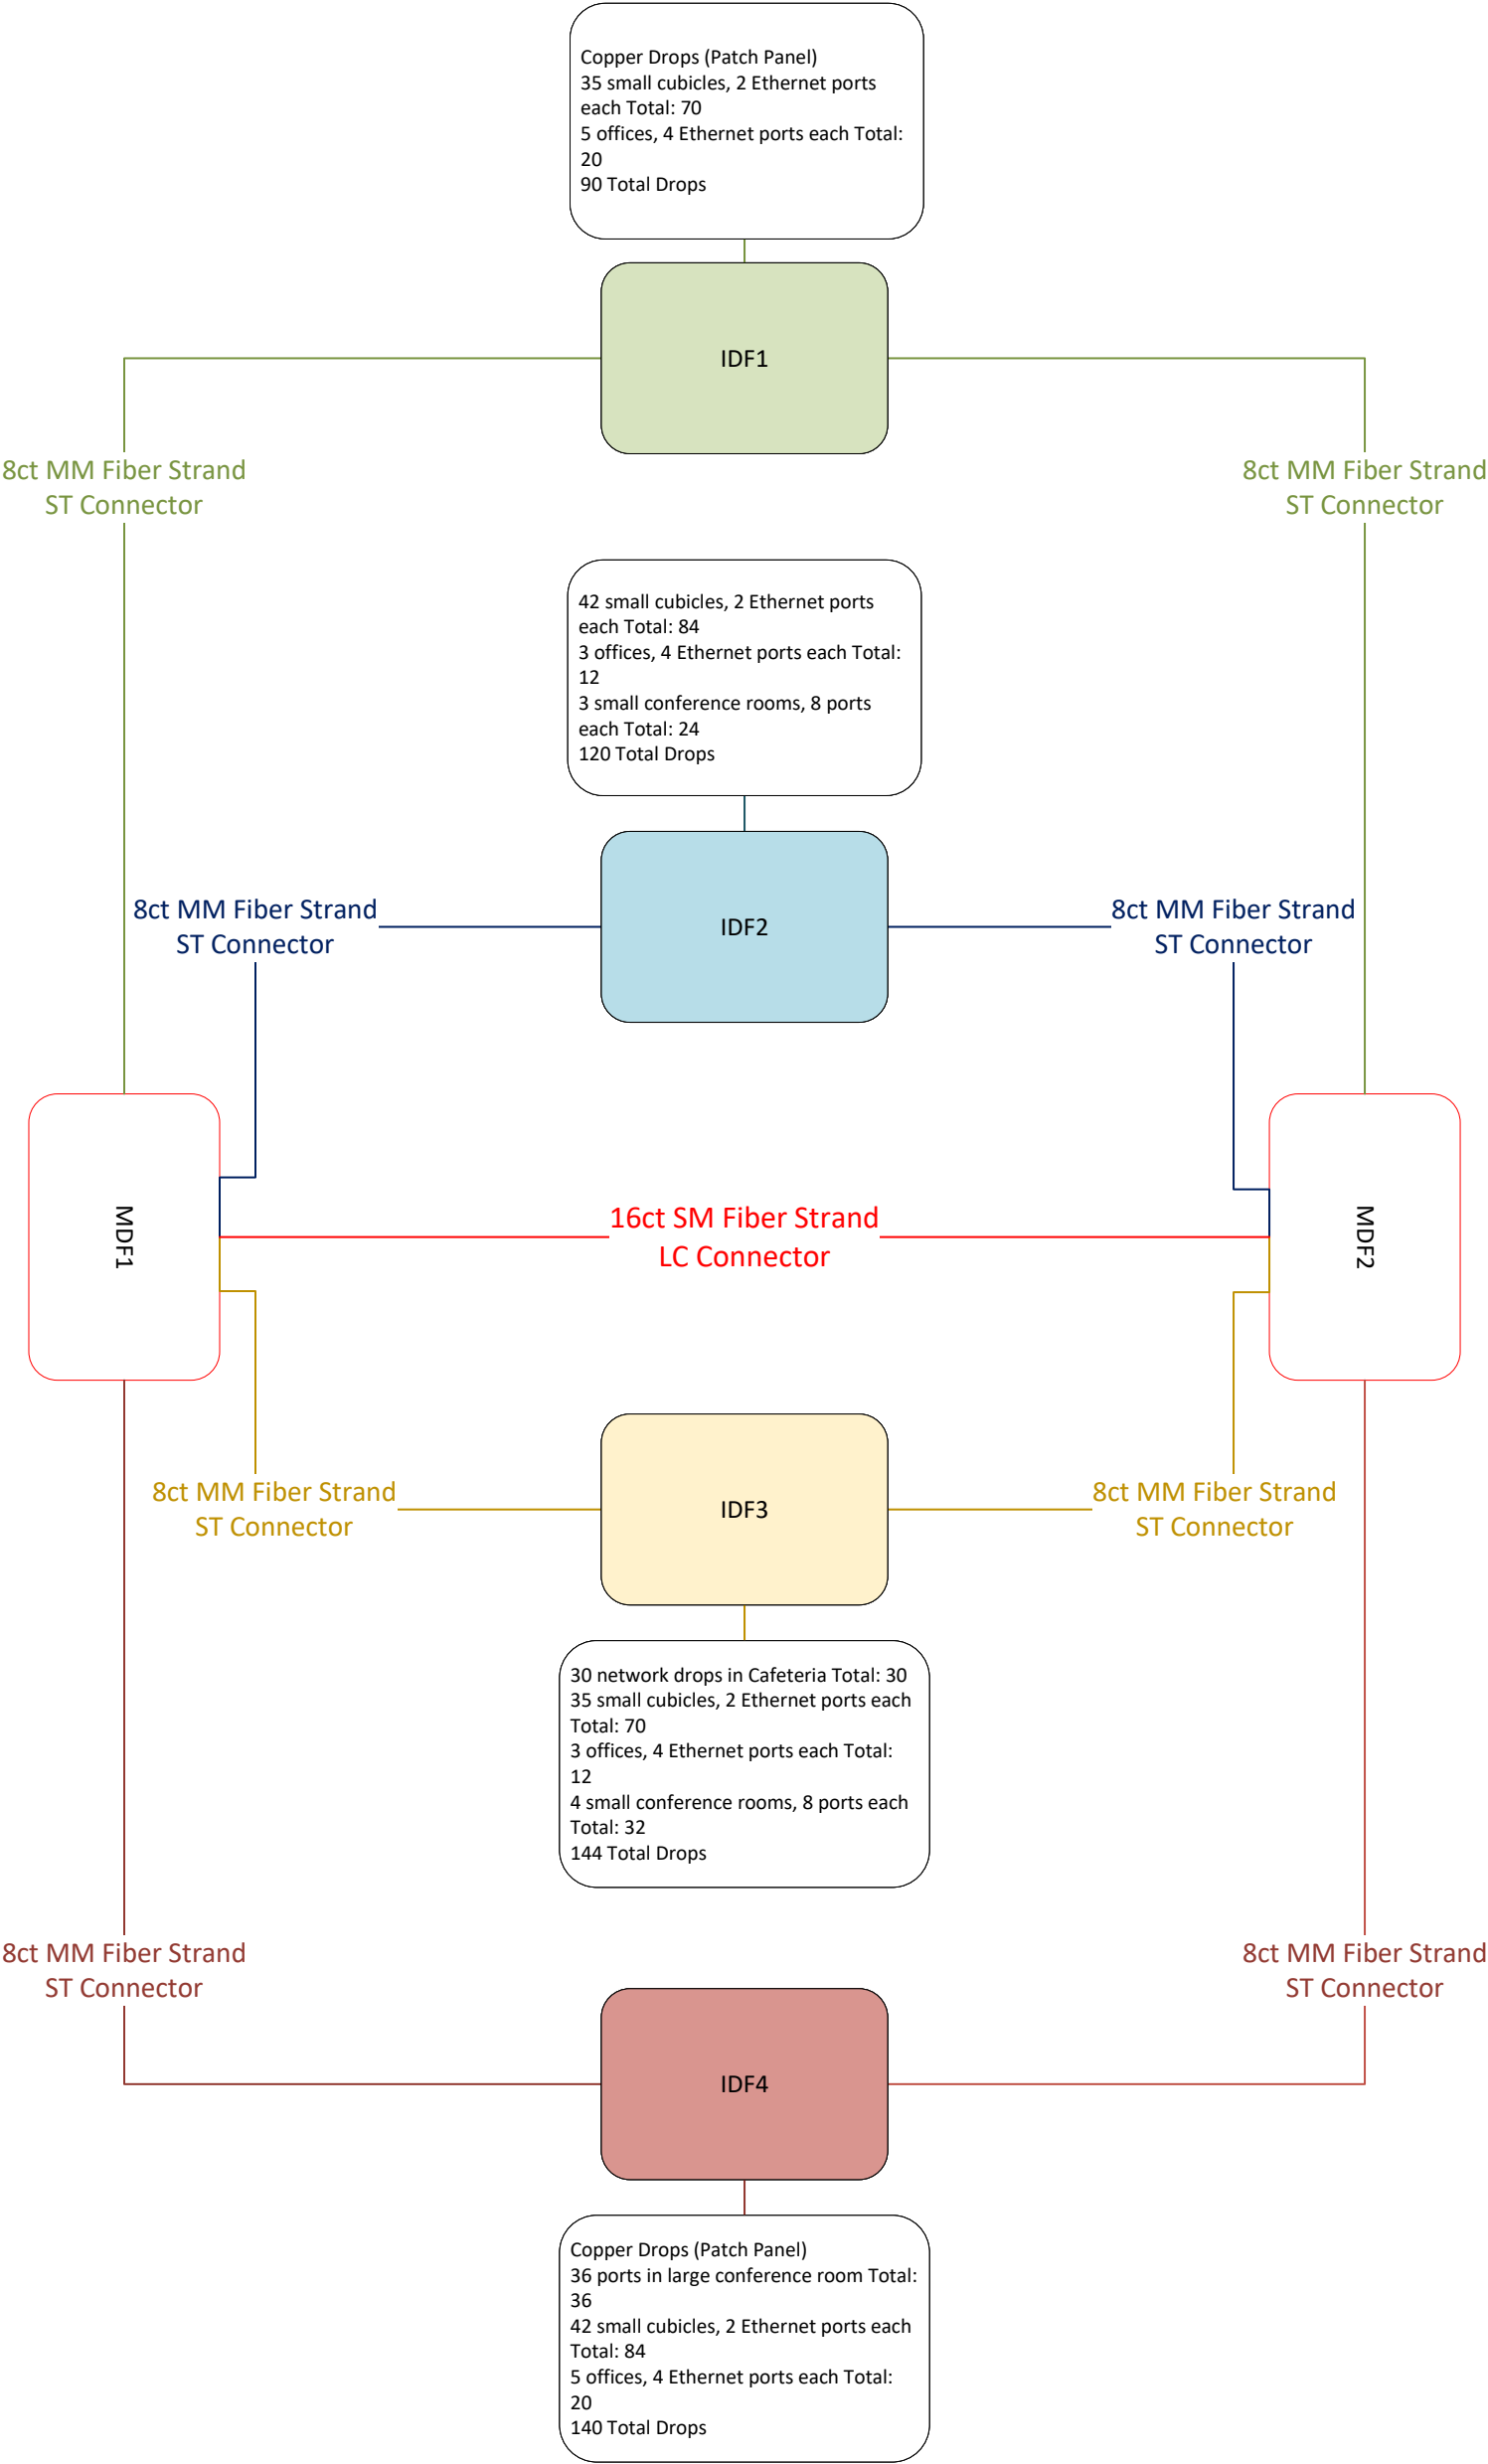 Copper Drops (Patch Panel)
35 small cubicles, 2 Ethernet ports
each Total: 70
5 offices, 4 Ethernet ports each Total:
20
90 Total Drops
IDF1
8ct MM Fiber Strand
ST Connector
8ct MM Fiber Strand
ST Connector
42 small cubicles, 2 Ethernet ports
each Total: 84
3 offices, 4 Ethernet ports each Total:
12
3 small conference rooms, 8 ports
each Total: 24
120 Total Drops
8ct MM Fiber Strand
ST Connector
IDF2
8ct MM Fiber Strand
ST Connector
MDF1
16ct SM Fiber Strand
LC Connector
MDF2
8ct MM Fiber Strand
ST Connector
IDF3
8ct MM Fiber Strand
ST Connector
30 network drops in Cafeteria Total: 30
35 small cubicles, 2 Ethernet ports each
Total: 70
3 offices, 4 Ethernet ports each Total:
12
4 small conference rooms, 8 ports each
Total: 32
144 Total Drops
8ct MM Fiber Strand
ST Connector
8ct MM Fiber Strand
ST Connector
IDF4
Copper Drops (Patch Panel)
36 ports in large conference room Total:
36
42 small cubicles, 2 Ethernet ports each
Total: 84
5 offices, 4 Ethernet ports each Total:
20
140 Total Drops